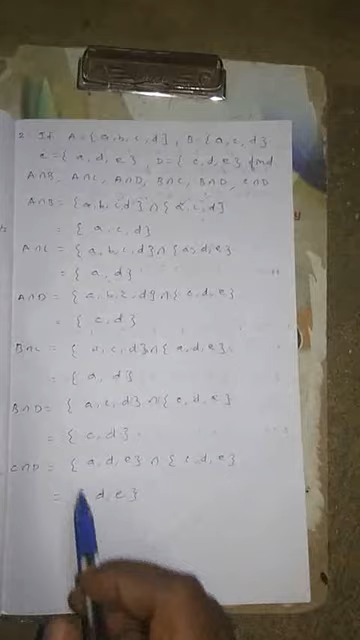 2. If A = {a, b, c, d}, B = {a, c, d}
C = {a, d, e}, D = {c, d, e} find
A∩B, A∩C, A∩D, B∩C, B∩D, C∩D
A∩B = {a, b, c, d} ∩ {a, c, d}
= {a, c, d}
A∩C = {a, b, c, d} ∩ {a, d, e}
= {a, d}
A∩D = {a, b, c, d} ∩ {c, d, e}
= {c, d}
B∩C = {a, c, d} ∩ {a, d, e}
= {a, d}
B∩D = {a, c, d} ∩ {c, d, e}
= {c, d}
C∩D = {a, d, e} ∩ {c, d, e}
= d, e}